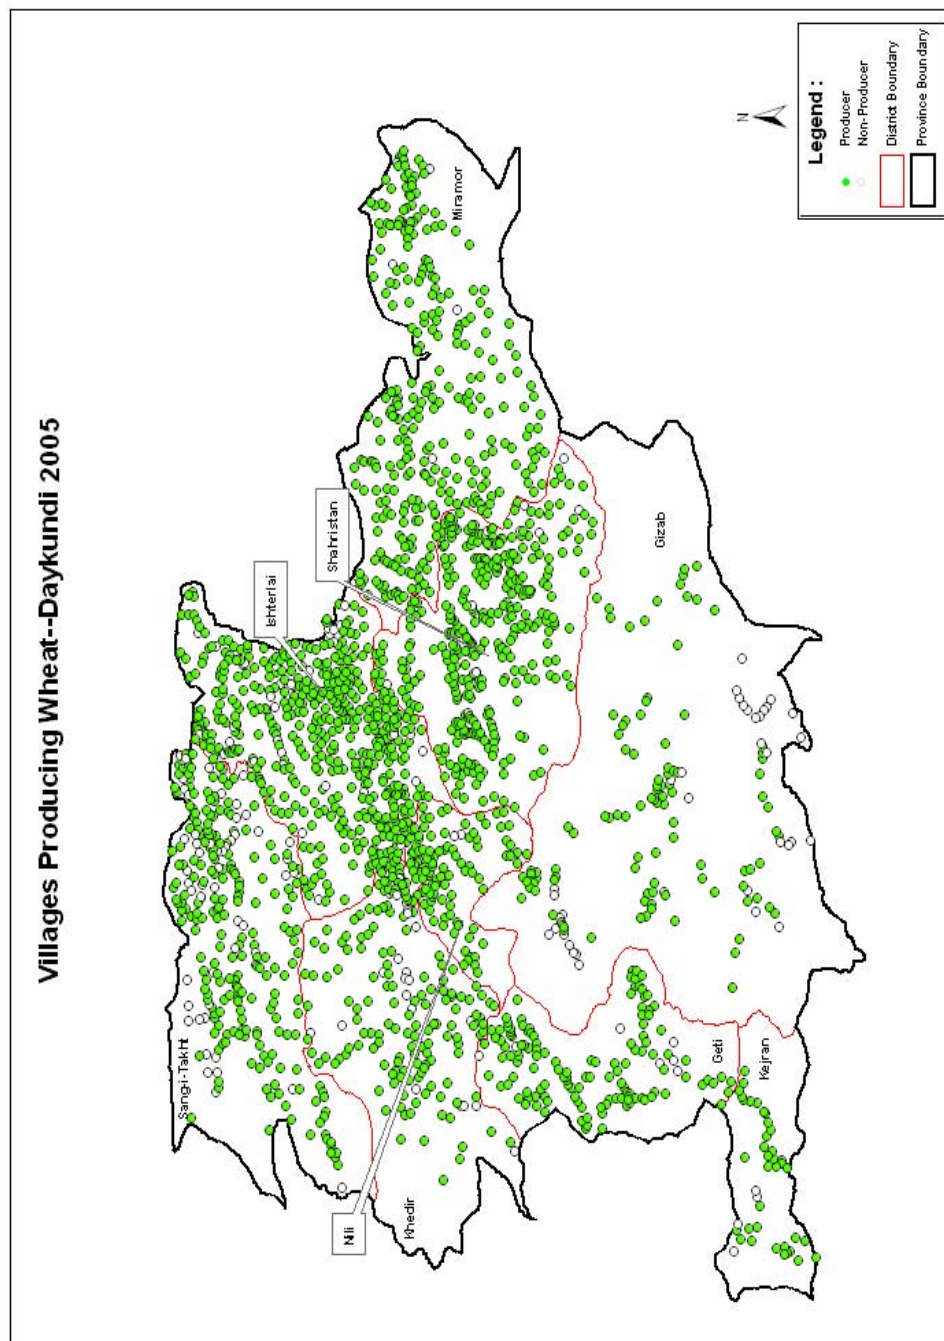 Villages Producing Wheat--Daykundi 2005
N
Legend :
Producer
Non-Producer
District Boundary
Province Boundary
Miramor
Shahristan
Ishterlai
Gizab
Sang-i-Takht
Nili
Khedir
Geti
Kejran